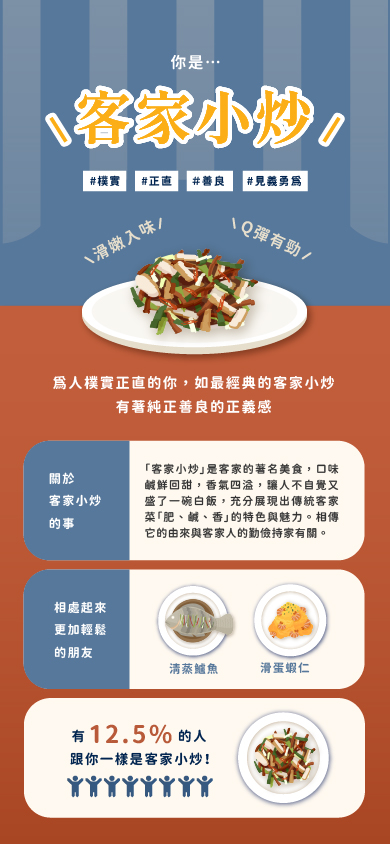 你是…
客家小炒
#樸實 #正直 #善良 #見義勇為
滑嫩入味 Q彈有勁
為人樸實正直的你，如最經典的客家小炒
有著純正善良的正義感
關於
客家小炒
的事
「客家小炒」是客家的著名美食，口味
鹹鮮回甜，香氣四溢，讓人不自覺又
盛了一碗白飯，充分展現出傳統客家
菜「肥、鹹、香」的特色與魅力。相傳
它的由來與客家人的勤儉持家有關。
相處起來
更加輕鬆
的朋友
清蒸鱸魚
滑蛋蝦仁
有12.5%的人
跟你一樣是客家小炒！